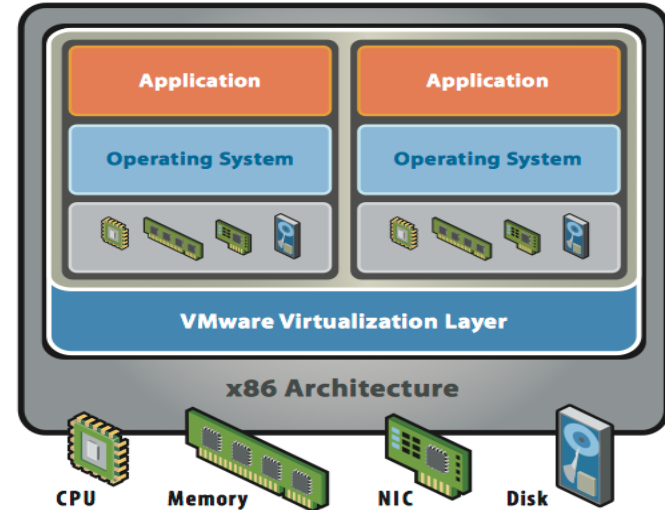 Application
Application
Operating System
Operating System
VMware Virtualization Layer
x86 Architecture
CPU
Memory
NIC
Disk